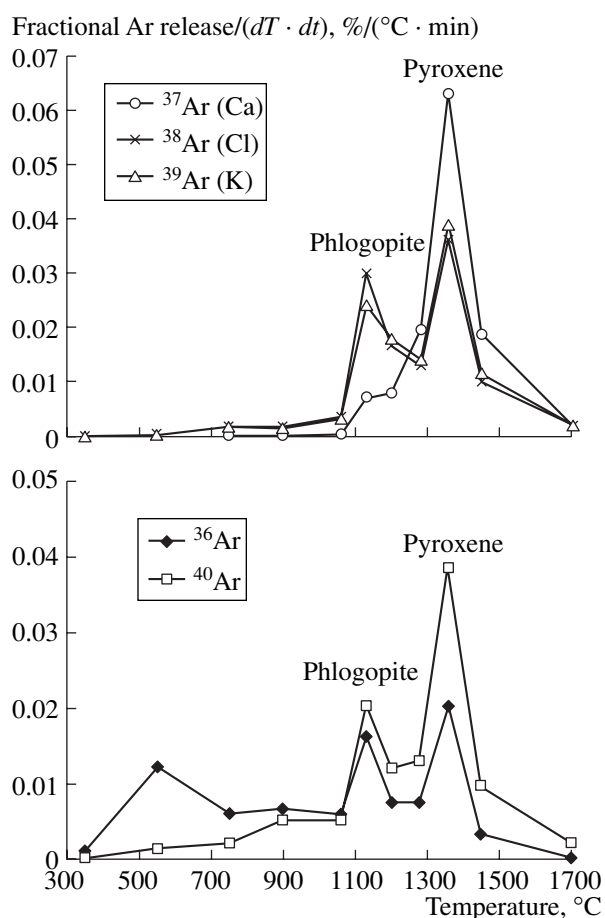 Fractional Ar release/(dT · dt), %/(°C · min)
0.07
0.06
0.05
0.04
0.03
0.02
0.01
0
³⁷Ar (Ca)
³⁸Ar (Cl)
³⁹Ar (K)
Phlogopite
Pyroxene
0.05
0.04
0.03
0.02
0.01
0
³⁶Ar
⁴⁰Ar
Phlogopite
Pyroxene
300 500 700 900 1100 1300 1500 1700
Temperature, °C